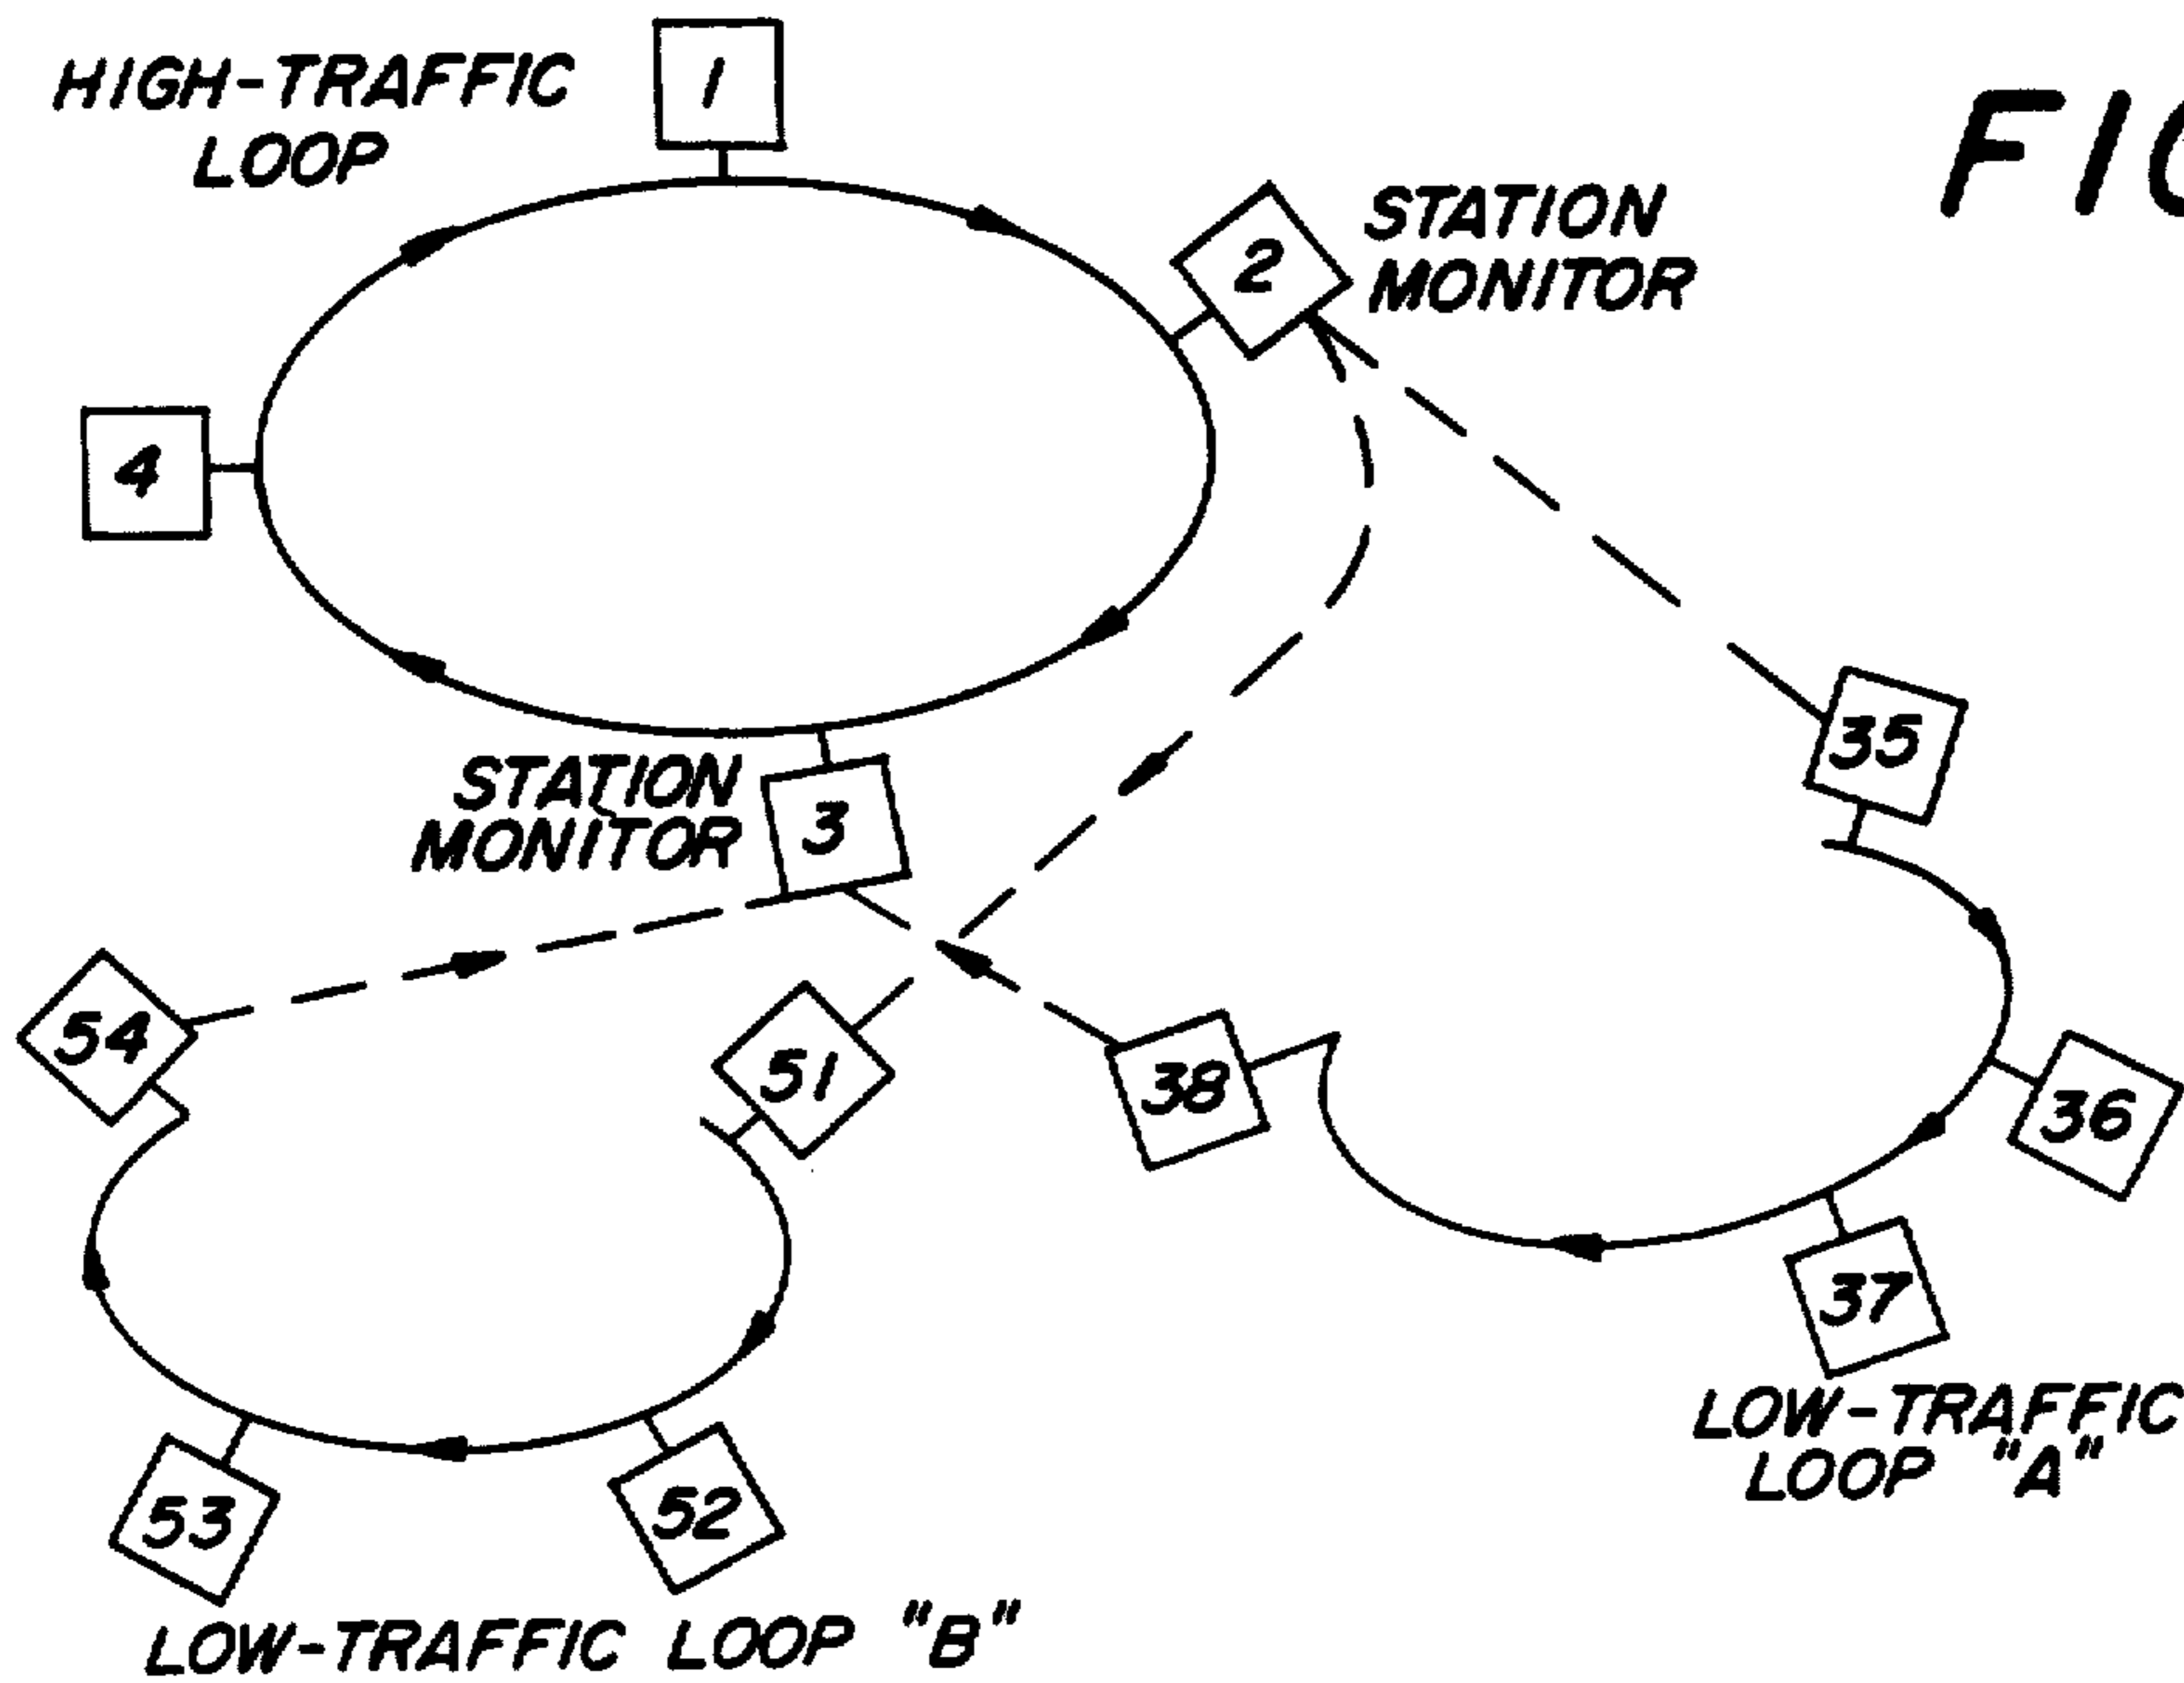 HIGH-TRAFFIC
LOOP
1
FIG
2
STATION
MONITOR
4
STATION
MONITOR
3
35
54
51
38
36
37
53
52
LOW-TRAFFIC
LOOP "A"
LOW-TRAFFIC LOOP "B"